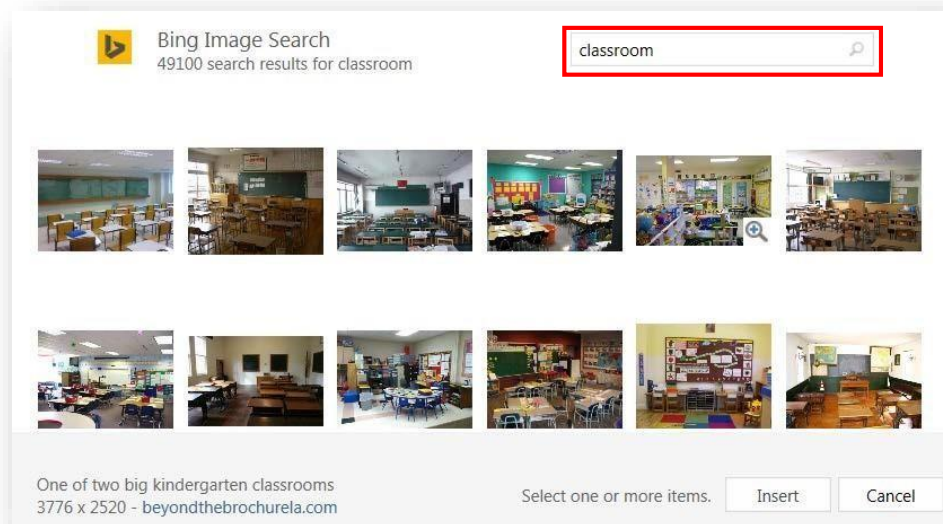 Bing Image Search
49100 search results for classroom
classroom
One of two big kindergarten classrooms
3776 x 2520 - beyondthebrochurela.com
Select one or more items.
Insert
Cancel